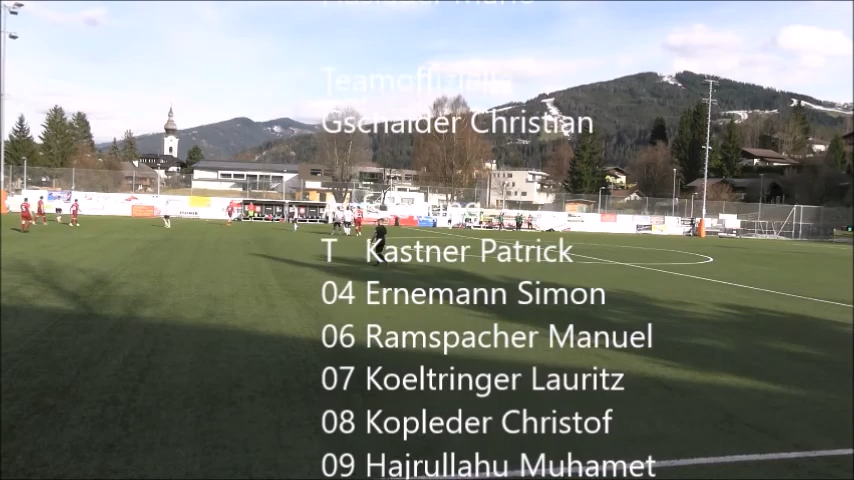 Teamoffizielle
Gschaider Christian
T Kastner Patrick
04 Ernemann Simon
06 Ramspacher Manuel
07 Koeltringer Lauritz
08 Kopleder Christof
09 Hajrullahu Muhamet